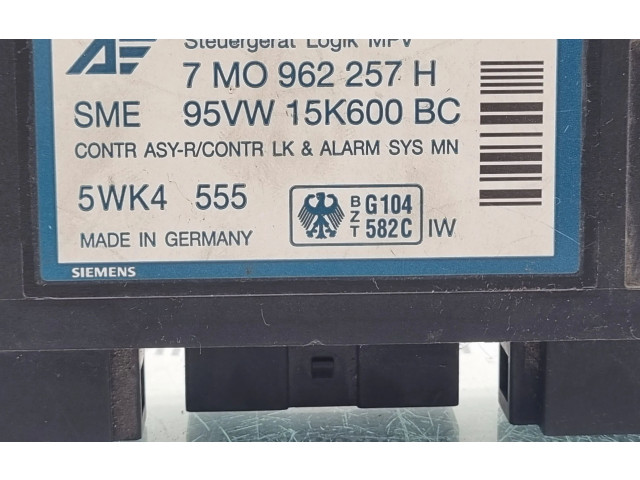 Steuergerät Logik MPV
7 MO 962 257 H
SME 95VW 15K600 BC
CONTR ASY-R/CONTR LK & ALARM SYS MN
5WK4 555
BZT G104 582C IW
MADE IN GERMANY
SIEMENS